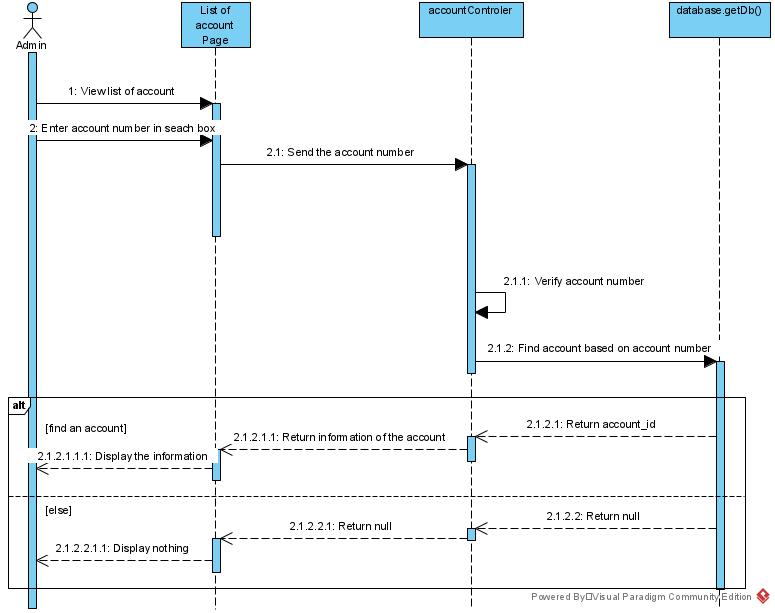 Admin
List of
account
Page
accountControler
database.getDb()
1: View list of account
2: Enter account number in seach box
2.1: Send the account number
2.1.1: Verify account number
2.1.2: Find account based on account number
alt
[find an account]
2.1.2.1: Return account_id
2.1.2.1.1: Return information of the account
2.1.2.1.1.1: Display the information
[else]
2.1.2.2: Return null
2.1.2.2.1: Return null
2.1.2.2.1.1: Display nothing
Powered By Visual Paradigm Community Edition